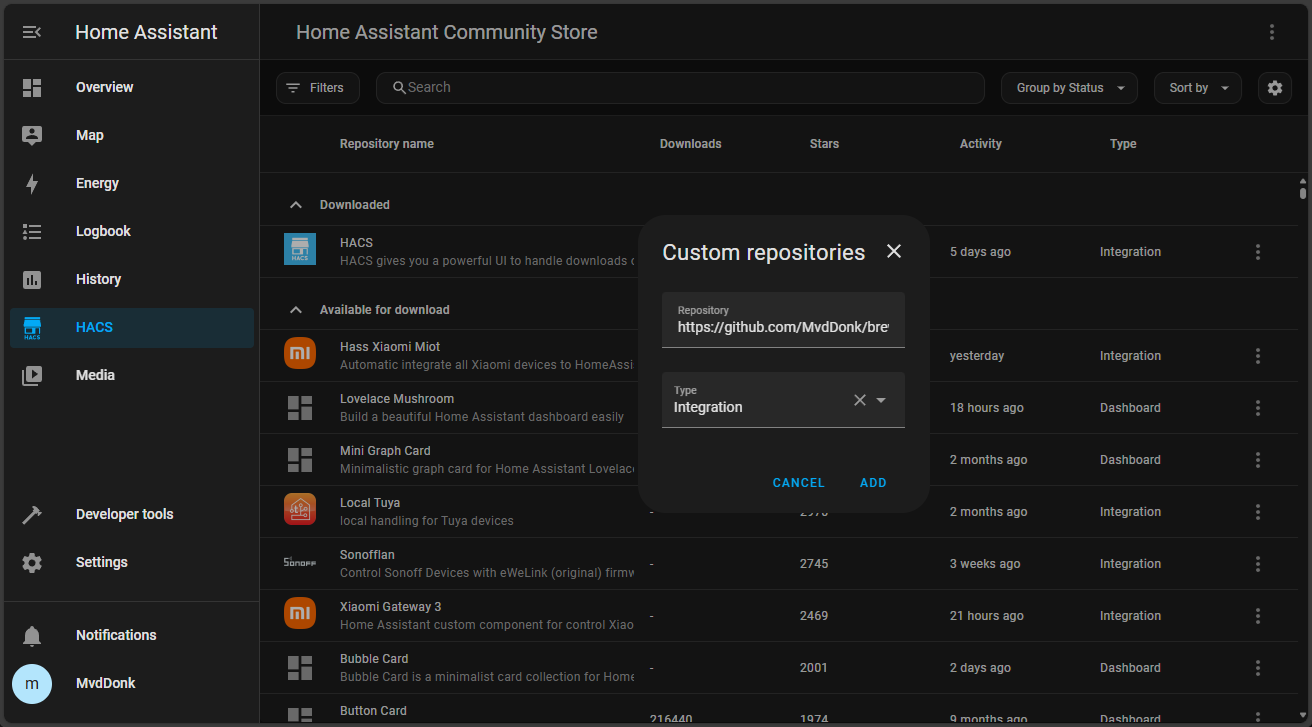 Home Assistant
Overview
Map
Energy
Logbook
History
HACS
HACS
Media
Developer tools
Settings
Notifications
m
MvdDonk
Home Assistant Community Store
Filters
Search
Group by Status
Sort by
Repository name
Downloads
Stars
Activity
Type
Downloaded
HACS
HACS
HACS gives you a powerful UI to handle downloads
5 days ago
Integration
Available for download
Hass Xiaomi Miot
Automatic integrate all Xiaomi devices to HomeAssi
yesterday
Integration
Lovelace Mushroom
Build a beautiful Home Assistant dashboard easily
18 hours ago
Dashboard
Mini Graph Card
Minimalistic graph card for Home Assistant Lovelac
2 months ago
Dashboard
Local Tuya
local handling for Tuya devices
-
2 months ago
Integration
SONOFF
Sonofflan
Control Sonoff Devices with eWeLink (original) firmw
-
2745
3 weeks ago
Integration
Xiaomi Gateway 3
Home Assistant custom component for control Xiao
-
2469
21 hours ago
Integration
Bubble Card
Bubble Card is a minimalist card collection for Home
-
2001
2 days ago
Dashboard
Button Card
216440
1974
9 months ago
Dashboard
Custom repositories
Repository
https://github.com/MvdDonk/bre
Type
Integration
CANCEL
ADD